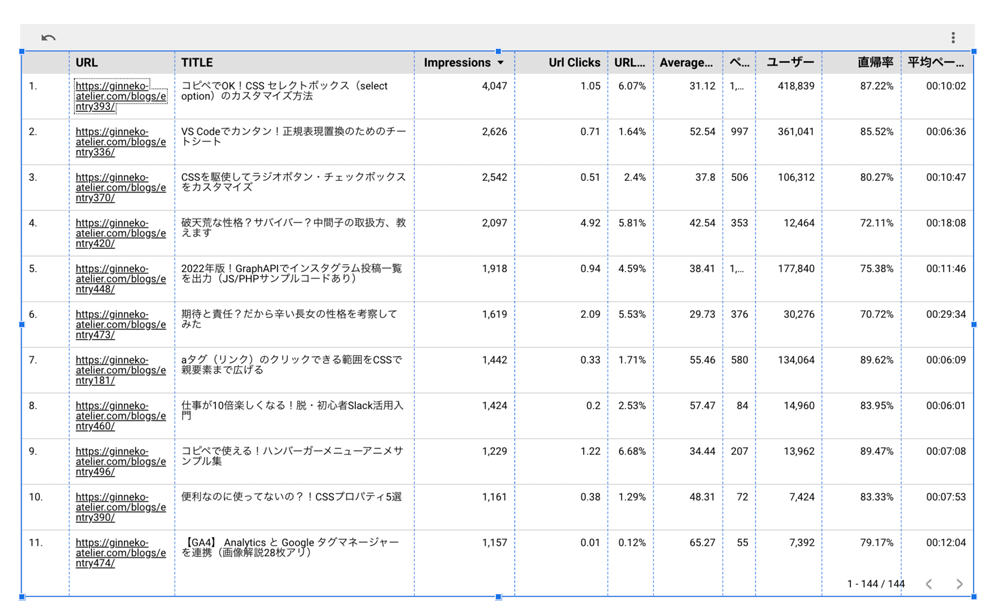 URL TITLE Impressions Url Clicks URL... Average... ペ... ユーザー 直帰率 平均ペー...
1. https://ginneko- コピペでOK！CSS セレクトボックス（select 4,047 1.05 6.07% 31.12 1,... 418,839 87.22% 00:10:02
atelier.com/blogs/e option）のカスタマイズ方法
ntry393/
2. https://ginneko- VS Codeでカンタン！正規表現置換のためのチー 2,626 0.71 1.64% 52.54 997 361,041 85.52% 00:06:36
atelier.com/blogs/e トシート
ntry336/
3. https://ginneko- CSSを駆使してラジオボタン・チェックボックス 2,542 0.51 2.4% 37.8 506 106,312 80.27% 00:10:47
atelier.com/blogs/e をカスタマイズ
ntry370/
4. https://ginneko- 破天荒な性格？サバイバー？中間子の取扱方、教 2,097 4.92 5.81% 42.54 353 12,464 72.11% 00:18:08
atelier.com/blogs/e えます
ntry420/
5. https://ginneko- 2022年版！GraphAPIでインスタグラム投稿一覧 1,918 0.94 4.59% 38.41 1,... 177,840 75.38% 00:11:46
atelier.com/blogs/e を出力（JS/PHPサンプルコードあり）
ntry448/
6. https://ginneko- 期待と責任？だから辛い長女の性格を考察して 1,619 2.09 5.53% 29.73 376 30,276 70.72% 00:29:34
atelier.com/blogs/e みた
ntry473/
7. https://ginneko- aタグ（リンク）のクリックできる範囲をCSSで 1,442 0.33 1.71% 55.46 580 134,064 89.62% 00:06:09
atelier.com/blogs/e 親要素まで広げる
ntry181/
8. https://ginneko- 仕事が10倍楽しくなる！脱・初心者Slack活用入 1,424 0.2 2.53% 57.47 84 14,960 83.95% 00:06:01
atelier.com/blogs/e 門
ntry460/
9. https://ginneko- コピペで使える！ハンバーガーメニューアニメサ 1,229 1.22 6.68% 34.44 207 13,962 89.47% 00:07:08
atelier.com/blogs/e ンプル集
ntry496/
10. https://ginneko- 便利なのに使ってないの？！CSSプロパティ5選 1,161 0.38 1.29% 48.31 72 7,424 83.33% 00:07:53
atelier.com/blogs/e
ntry390/
11. https://ginneko- 【GA4】 Analytics と Google タグマネージャー 1,157 0.01 0.12% 65.27 55 7,392 79.17% 00:12:04
atelier.com/blogs/e を連携（画像解説28枚アリ）
ntry474/
1 - 144 / 144